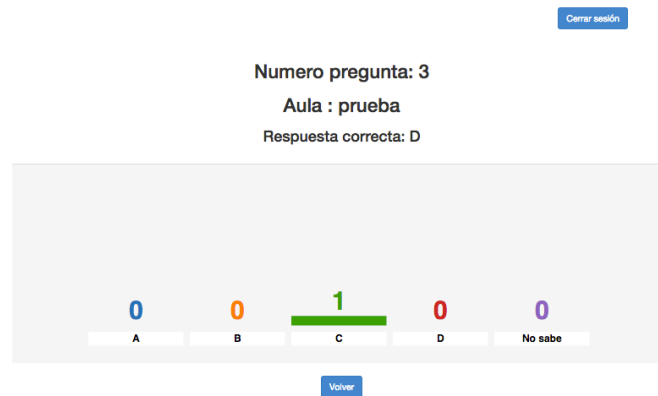 Cerrar sesión
Numero pregunta: 3
Aula : prueba
Respuesta correcta: D
0 0 1 0 0
A B C D No sabe
Volver